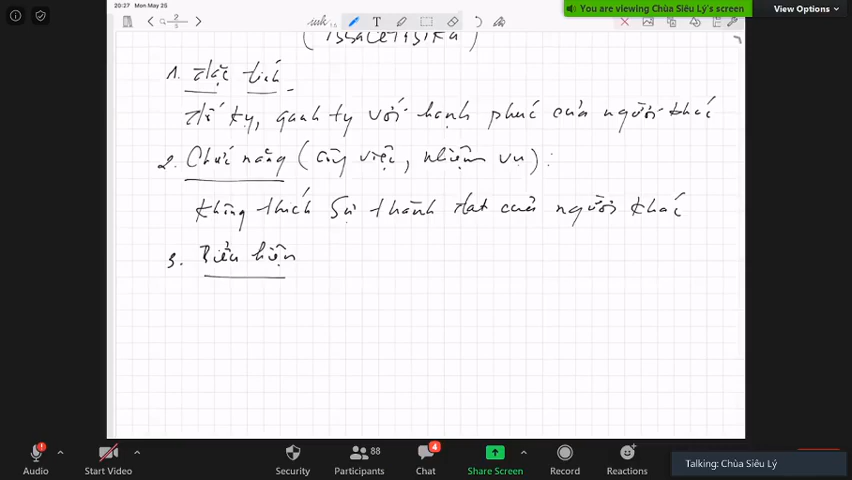 20:27 Mon May 25
You are viewing Chùa Siêu Lý's screen
View Options
2
1. Đặc tính
Đố kỵ, ganh tỵ với hạnh phúc của người khác
2. Chức năng (công việc, nhiệm vụ):
Không thích sự thành đạt của người khác
3. Biểu hiện
Audio
Start Video
Security
88
Participants
4
Chat
Share Screen
Record
Reactions
Talking: Chùa Siêu Lý